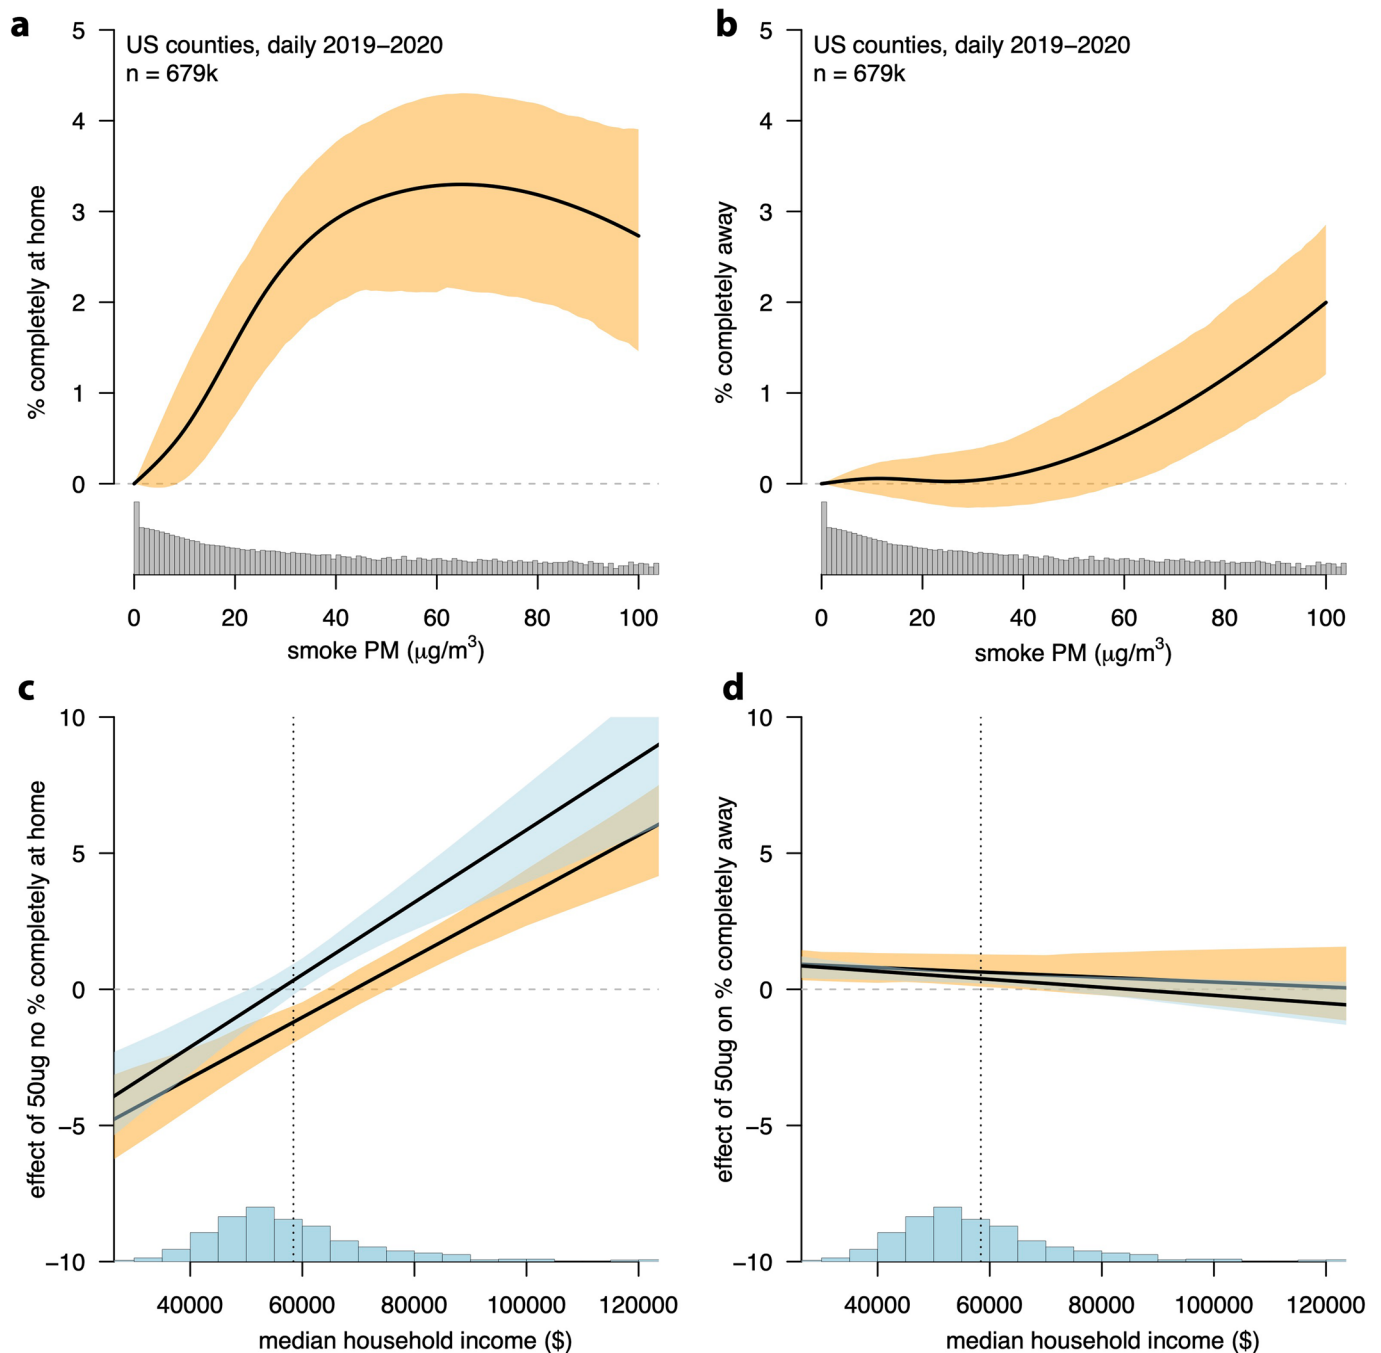 a
US counties, daily 2019–2020
n = 679k
5
4
3
2
1
0
% completely at home
0 20 40 60 80 100
smoke PM (μg/m³)
b
US counties, daily 2019–2020
n = 679k
5
4
3
2
1
0
% completely away
0 20 40 60 80 100
smoke PM (μg/m³)
c
10
5
0
−5
−10
effect of 50ug no % completely at home
40000 60000 80000 100000 120000
median household income ($)
d
10
5
0
−5
−10
effect of 50ug on % completely away
40000 60000 80000 100000 120000
median household income ($)